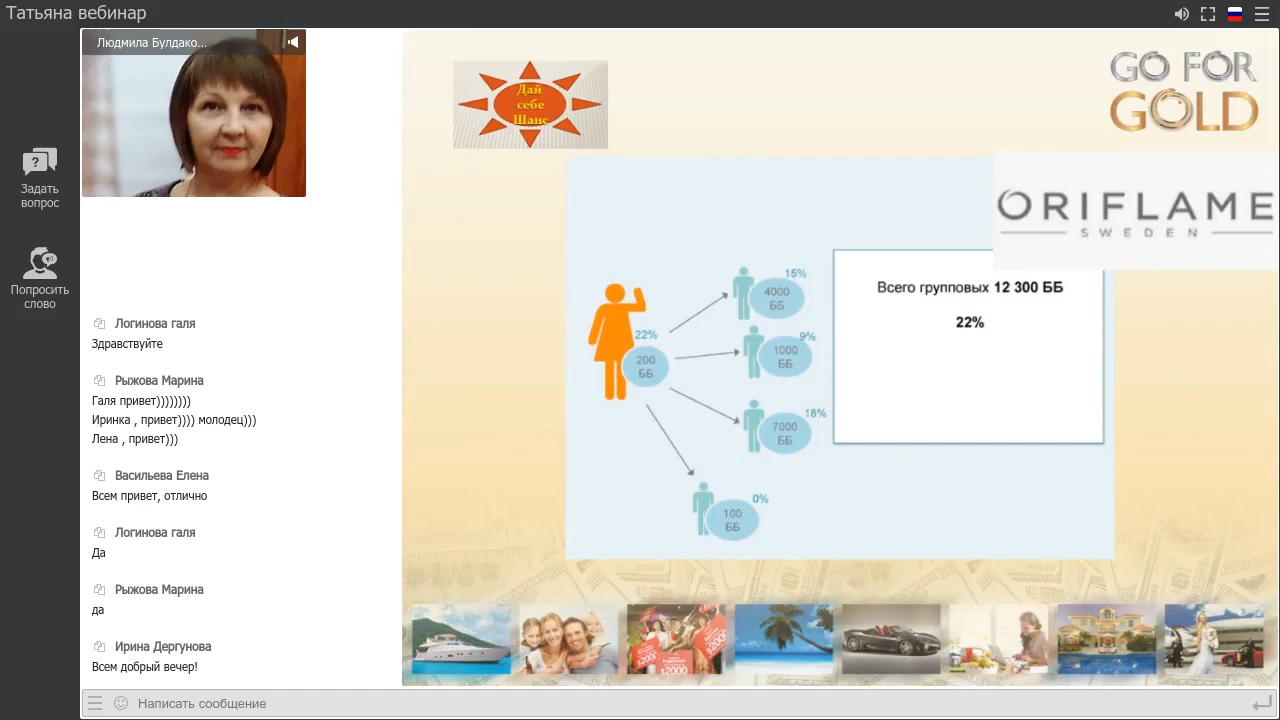 Татьяна вебинар
Людмила Булдако...
Задать
вопрос
Попросить
слово
Логинова галя
Здравствуйте
Рыжова Марина
Галя привет))))))))
Иринка , привет)))) молодец)))
Лена , привет)))
Васильева Елена
Всем привет, отлично
Логинова галя
Да
Рыжова Марина
да
Ирина Дергунова
Всем добрый вечер!
Написать сообщение
Дай
себе
Шанс
GO FOR
GOLD
ORIFLAME
SWEDEN
22%
200
ББ
15%
4000
ББ
9%
1000
ББ
18%
7000
ББ
0%
100
ББ
Всего групповых 12 300 ББ
22%